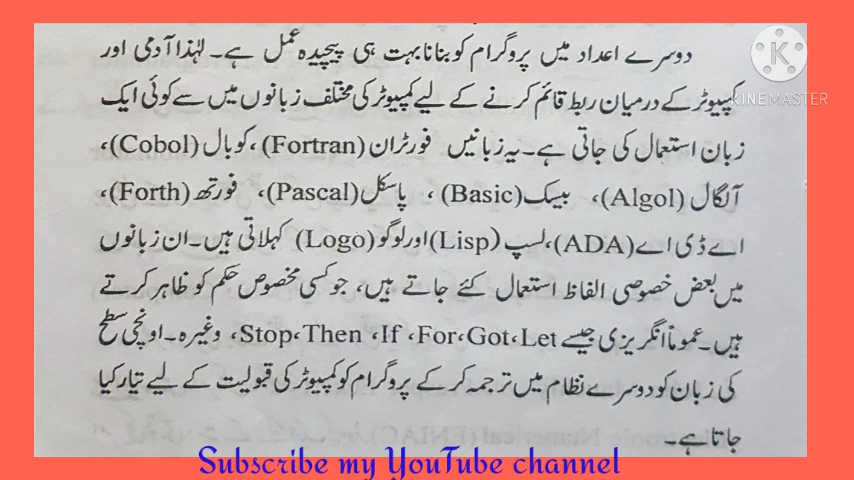 دوسرے اعداد میں پروگرام کو بنانا بہت ہی پیچیدہ عمل ہے۔ لہٰذا آدمی اور
کمپیوٹر کے درمیان ربط قائم کرنے کے لیے کمپیوٹر کی مختلف زبانوں میں سے کوئی ایک
زبان استعمال کی جاتی ہے۔ یہ زبانیں فورٹران (Fortran)، کوبال (Cobol)،
آلگال (Algol)، بیسک (Basic)، پاسکل (Pascal)، فورتھ (Forth)،
اے ڈی اے (ADA)، لسپ (Lisp) اور لوگو (Logo) کہلاتی ہیں۔ ان زبانوں
میں بعض خصوصی الفاظ استعمال کئے جاتے ہیں، جو کسی مخصوص حکم کو ظاہر کرتے
ہیں۔ عموماً انگریزی جیسے Let،Got،For، If، Then،Stop، وغیرہ۔ اونچی سطح
کی زبان کو دوسرے نظام میں ترجمہ کر کے پروگرام کو کمپیوٹر کی قبولیت کے لیے تیار کیا
جاتا ہے۔
KINEMASTER
Subscribe my YouTube channel